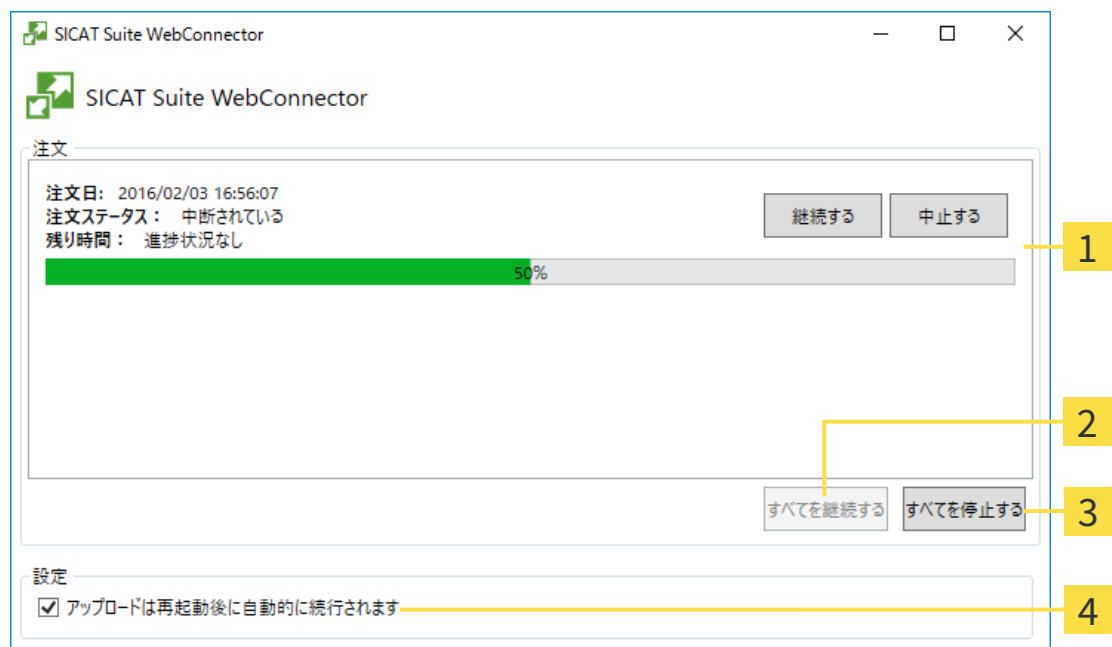 SICAT Suite WebConnector
SICAT Suite WebConnector
注文
注文日: 2016/02/03 16:56:07
注文ステータス： 中断されている
残り時間： 進捗状況なし
継続する 中止する
1
50%
2
すべてを継続する すべてを停止する
3
設定
アップロードは再起動後に自動的に続行されます
4